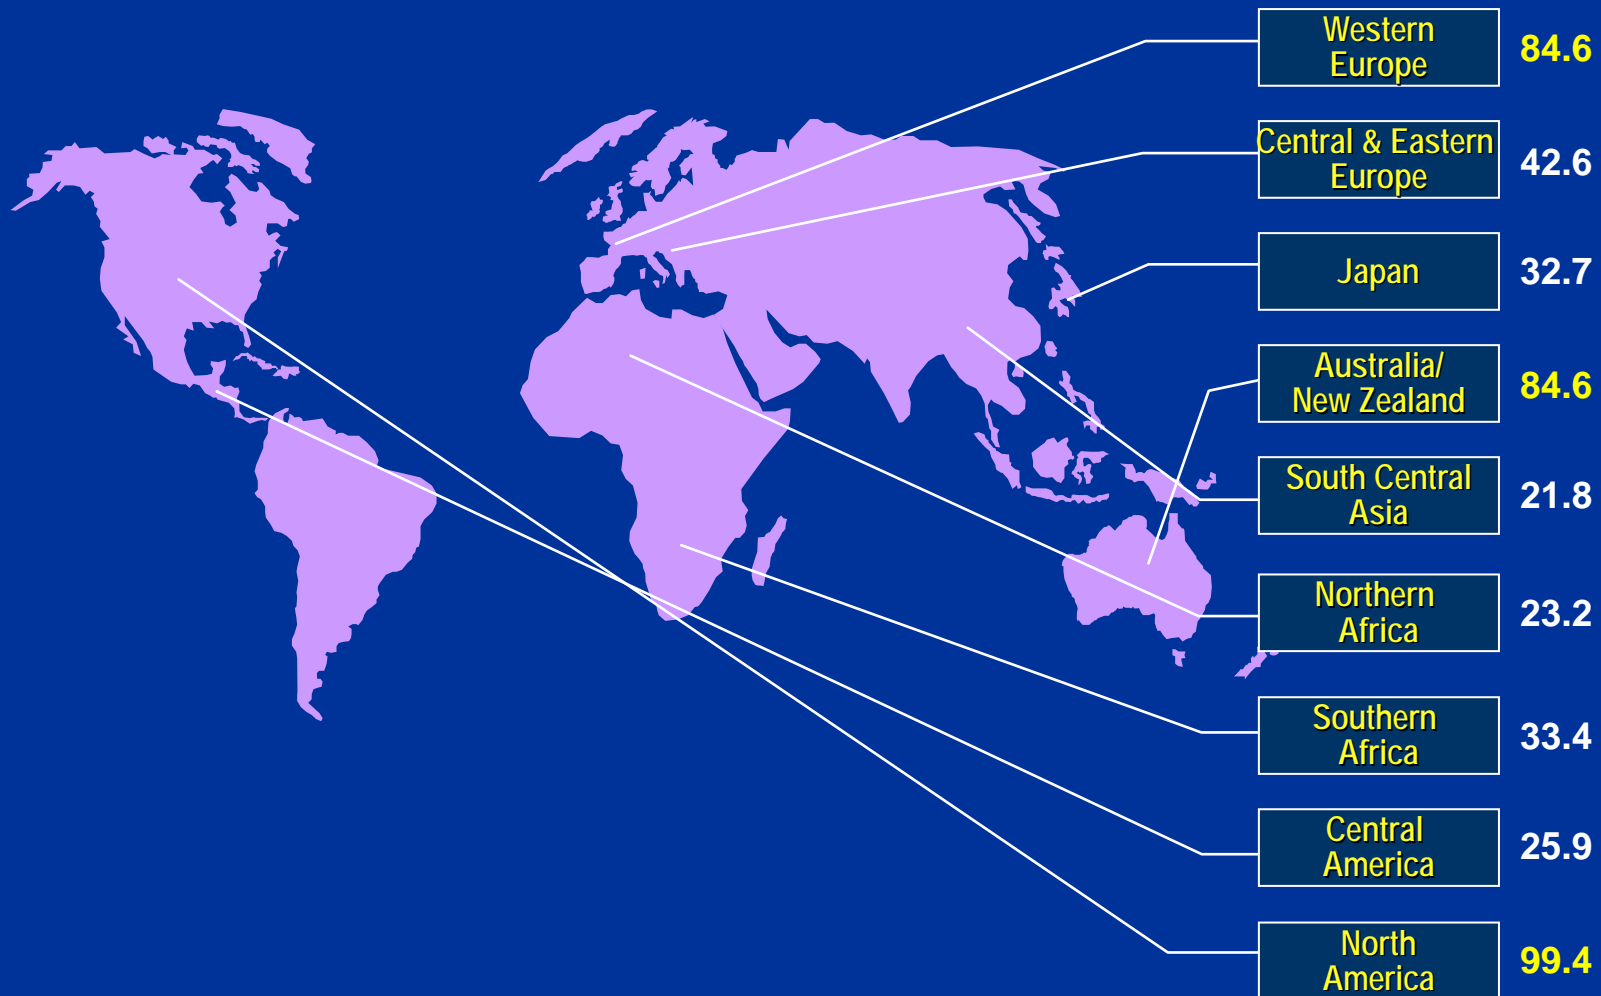 Western
Europe
84.6
Central & Eastern
Europe
42.6
Japan
32.7
Australia/
New Zealand
84.6
South Central
Asia
21.8
Northern
Africa
23.2
Southern
Africa
33.4
Central
America
25.9
North
America
99.4